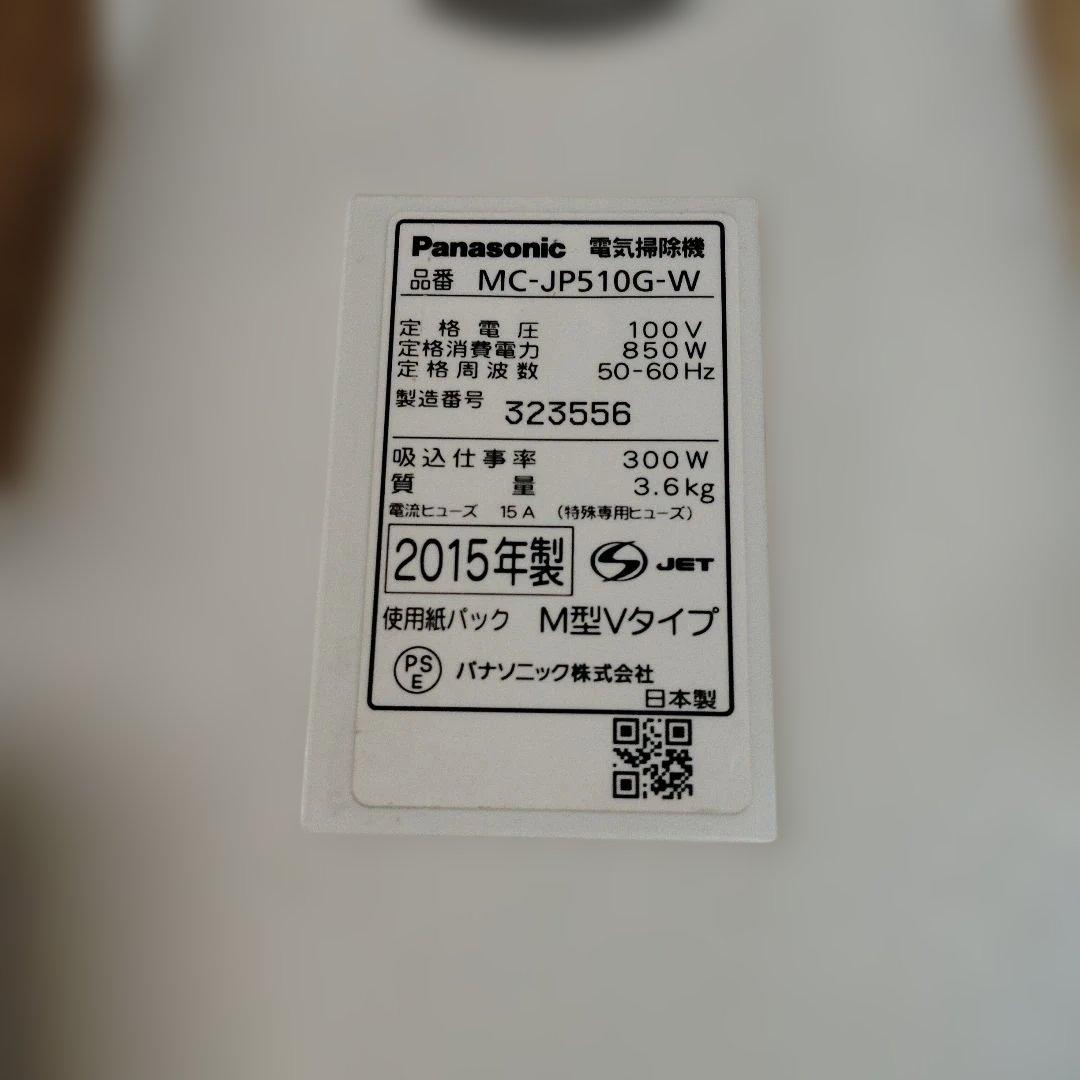 Panasonic 電気掃除機
品番 MC-JP510G-W
定格電圧 100V
定格消費電力 850W
定格周波数 50-60Hz
製造番号 323556
吸込仕事率 300W
質量 3.6kg
電流ヒューズ 15A (特殊専用ヒューズ)
2015年製 JET
使用紙パック M型Vタイプ
PSE パナソニック株式会社
日本製